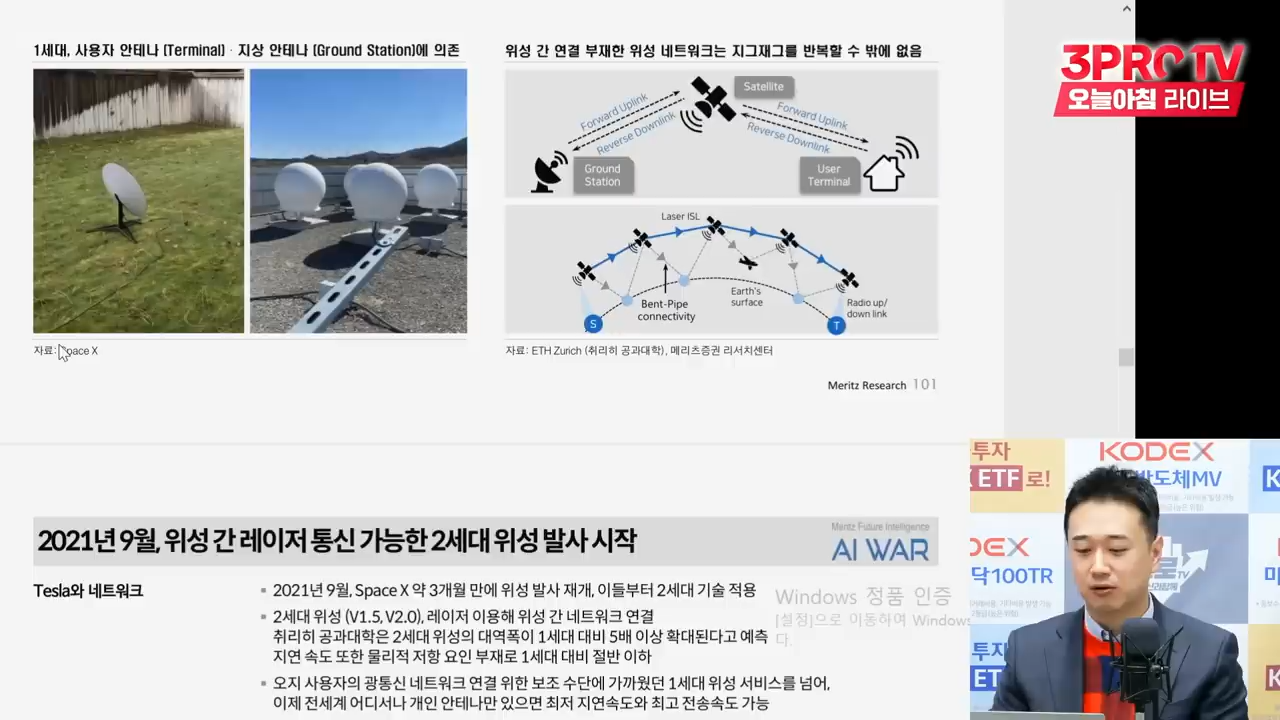 1세대, 사용자 안테나 (Terminal) · 지상 안테나 (Ground Station)에 의존
자료: Space X
위성 간 연결 부재한 위성 네트워크는 지그재그를 반복할 수 밖에 없음
Satellite
Forward Uplink
Reverse Downlink
Forward Uplink
Reverse Downlink
Ground
Station
User
Terminal
Laser ISL
Bent-Pipe
connectivity
Earth's
surface
Radio up/
down link
S
T
자료: ETH Zurich (취리히 공과대학), 메리츠증권 리서치센터
Meritz Research 101
3PRO TV
오늘아침 라이브
2021년 9월, 위성 간 레이저 통신 가능한 2세대 위성 발사 시작
Meritz Future Intelligence
AI WAR
Tesla와 네트워크
2021년 9월, Space X 약 3개월 만에 위성 발사 재개, 이들부터 2세대 기술 적용
2세대 위성 (V1.5, V2.0), 레이저 이용해 위성 간 네트워크 연결
취리히 공과대학은 2세대 위성의 대역폭이 1세대 대비 5배 이상 확대된다고 예측
지연 속도 또한 물리적 저항 요인 부재로 1세대 대비 절반 이하
오지 사용자의 광통신 네트워크 연결 위한 보조 수단에 가까웠던 1세대 위성 서비스를 넘어,
이제 전세계 어디서나 개인 안테나만 있으면 최저 지연속도와 최고 전송속도 가능
Windows 정품 인증
[설정]으로 이동하여 Windows
다.
투자
ETF로!
KODEX
반도체MV
DEX
닥100TR
TV
투자
ET